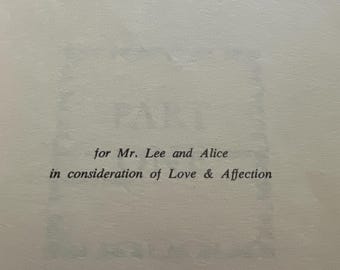 PART
for Mr. Lee and Alice
in consideration of Love & Affection